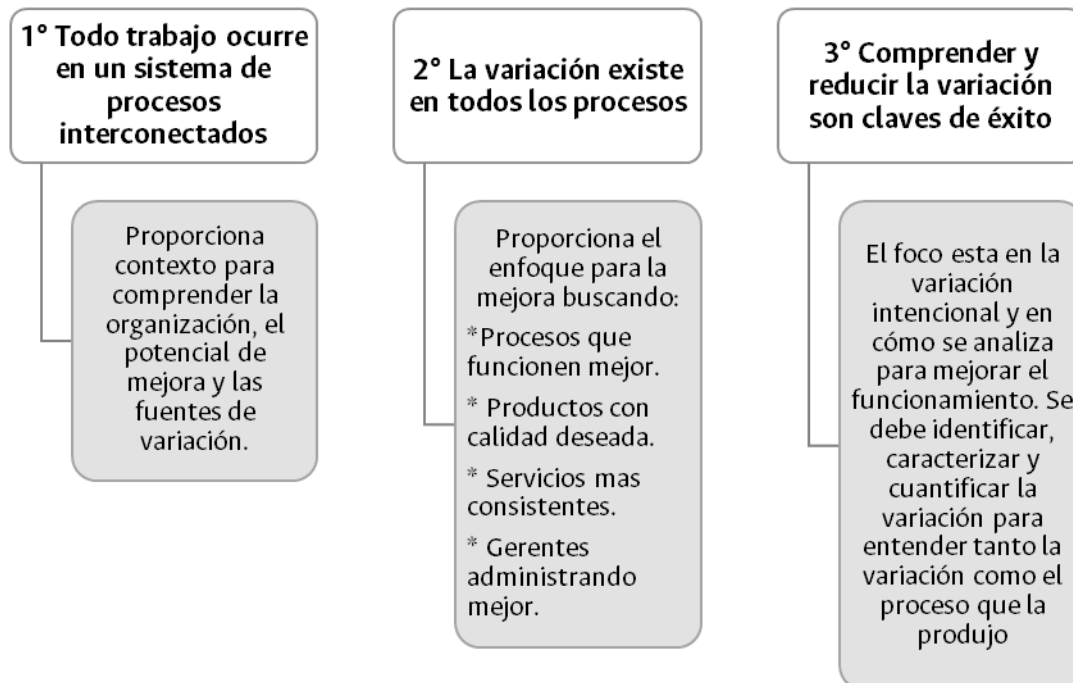 1° Todo trabajo ocurre
en un sistema de
procesos
interconectados
Proporciona
contexto para
comprender la
organización, el
potencial de
mejora y las
fuentes de
variación.
2° La variación existe
en todos los procesos
Proporciona el
enfoque para la
mejora buscando:
*Procesos que
funcionen mejor.
* Productos con
calidad deseada.
* Servicios mas
consistentes.
* Gerentes
administrando
mejor.
3° Comprender y
reducir la variación
son claves de éxito
El foco esta en la
variación
intencional y en
cómo se analiza
para mejorar el
funcionamiento. Se
debe identificar,
caracterizar y
cuantificar la
variación para
entender tanto la
variación como el
proceso que la
produjo